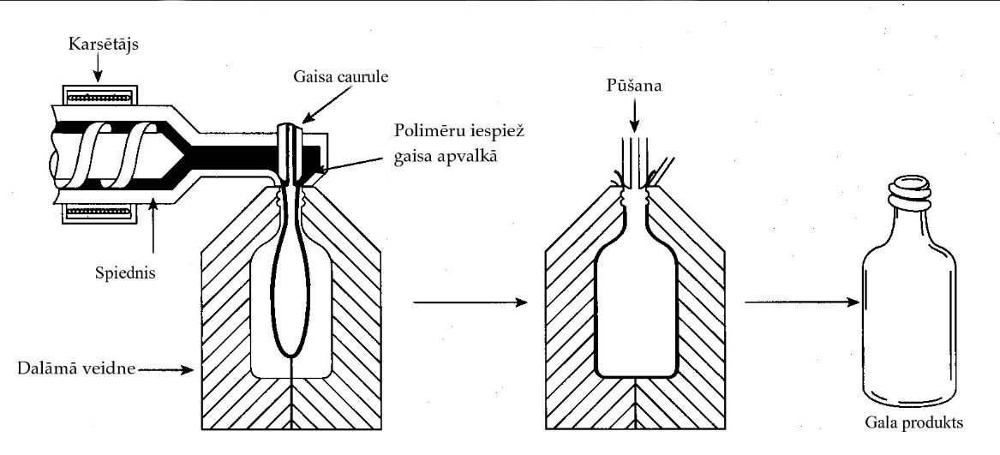 Karsētājs
Gaisa caurule
Pūšana
Polimēru iespiež
gaisa apvalkā
Spiednis
Dalāmā veidne
Gala produkts